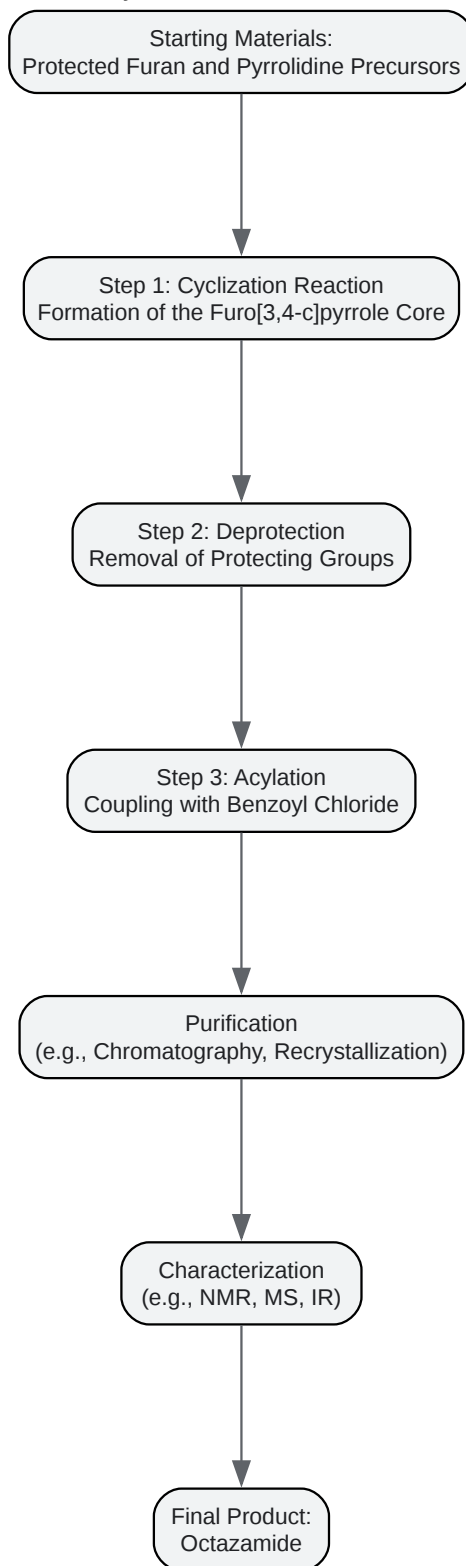 Starting Materials:
Protected Furan and Pyrrolidine Precursors
Step 1: Cyclization Reaction
Formation of the Furo[3,4-c]pyrrole Core
Step 2: Deprotection
Removal of Protecting Groups
Step 3: Acylation
Coupling with Benzoyl Chloride
Purification
(e.g., Chromatography, Recrystallization)
Characterization
(e.g., NMR, MS, IR)
Final Product:
Octazamide